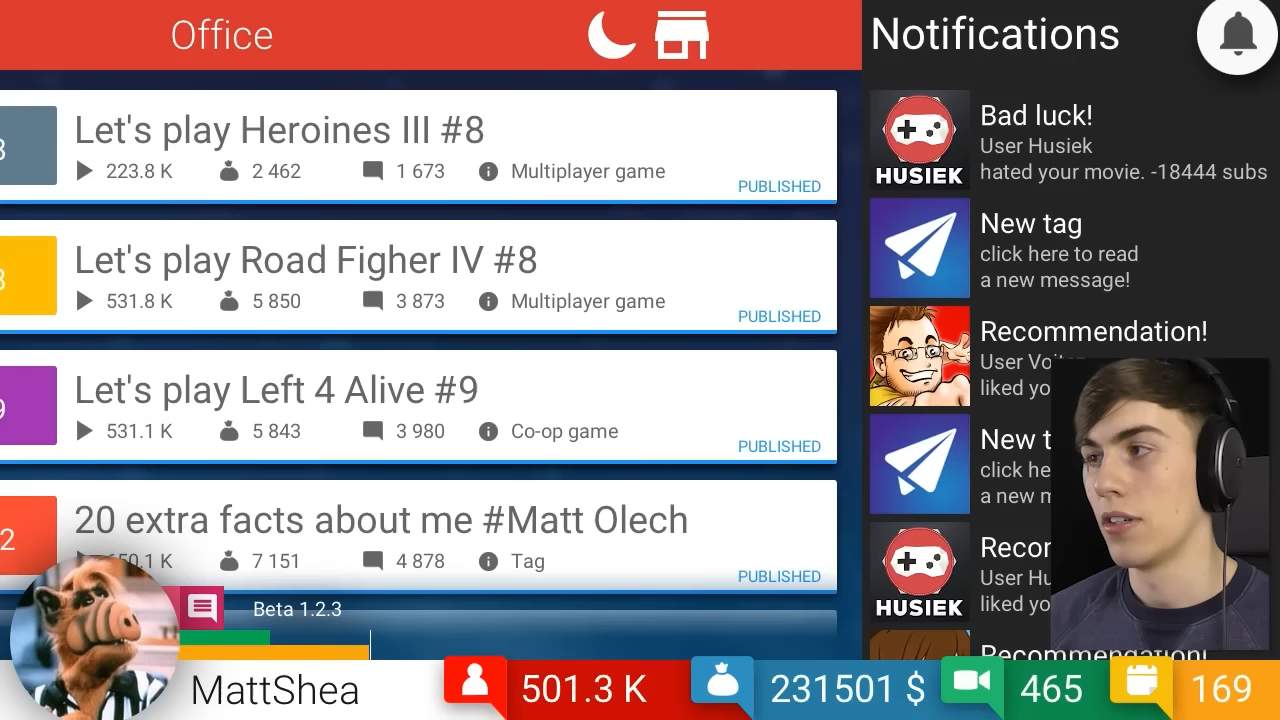 Office
Notifications
Let's play Heroines III #8
223.8 K 2 462 1 673 Multiplayer game
PUBLISHED
Let's play Road Figher IV #8
531.8 K 5 850 3 873 Multiplayer game
PUBLISHED
Let's play Left 4 Alive #9
531.1 K 5 843 3 980 Co-op game
PUBLISHED
20 extra facts about me #Matt Olech
7 151 4 878 Tag
PUBLISHED
HUSIEK
Bad luck!
User Husiek
hated your movie. -18444 subs
New tag
click here to read
a new message!
Recommendation!
User
liked
New
click
a new
HUSIEK
User
liked
Recommendation!
Beta 1.2.3
MattShea
501.3 K
231501 $
465
169